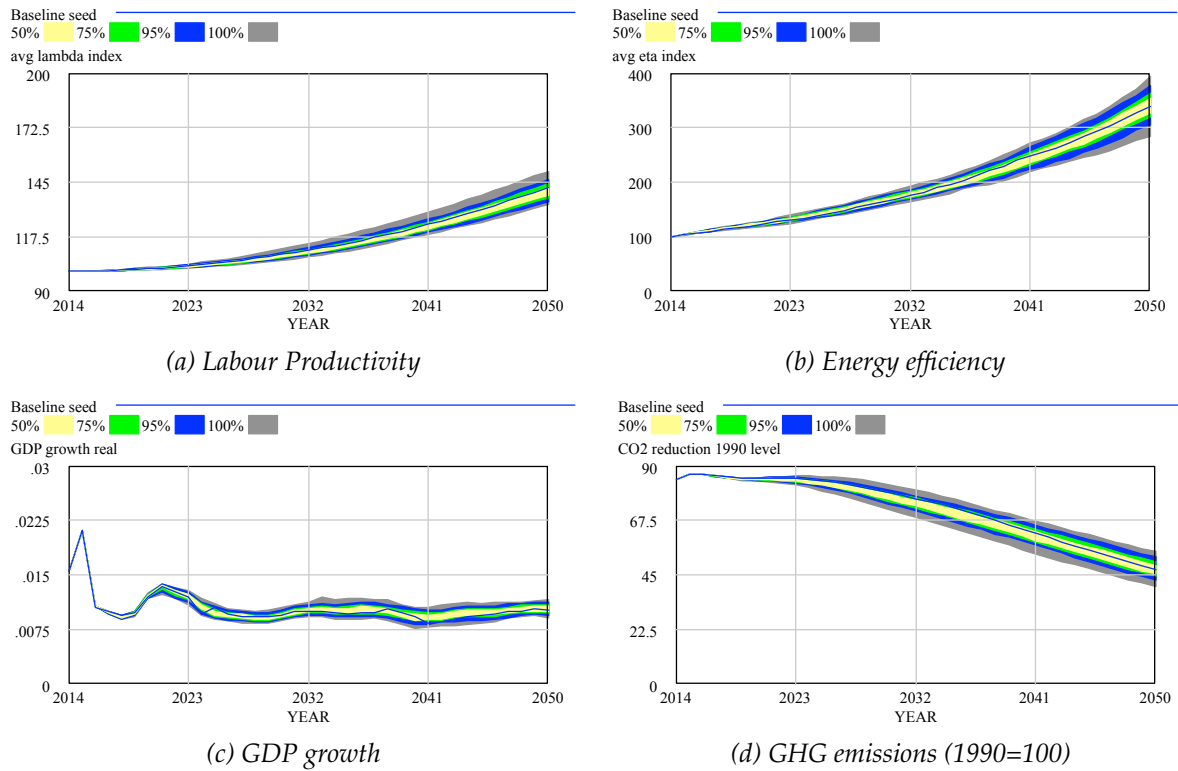 Baseline seed
50% 75% 95% 100%
avg lambda index
200
172.5
145
117.5
90
2014 2023 2032 2041 2050
YEAR
(a) Labour Productivity
Baseline seed
50% 75% 95% 100%
avg eta index
400
300
200
100
0
2014 2023 2032 2041 2050
YEAR
(b) Energy efficiency
Baseline seed
50% 75% 95% 100%
GDP growth real
.03
.0225
.015
.0075
0
2014 2023 2032 2041 2050
YEAR
(c) GDP growth
Baseline seed
50% 75% 95% 100%
CO2 reduction 1990 level
90
67.5
45
22.5
0
2014 2023 2032 2041 2050
YEAR
(d) GHG emissions (1990=100)